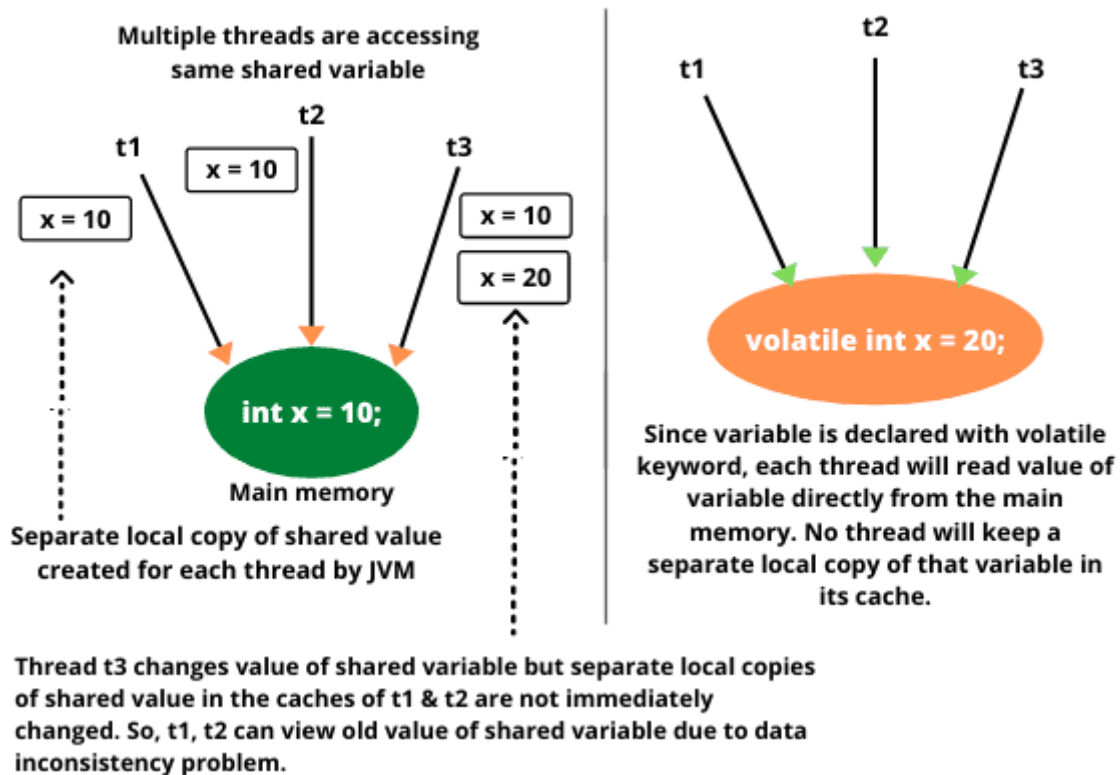 Multiple threads are accessing
same shared variable
t1
t2
t3
x = 10
x = 10
x = 10
x = 20
int x = 10;
Main memory
Separate local copy of shared value
created for each thread by JVM
Thread t3 changes value of shared variable but separate local copies
of shared value in the caches of t1 & t2 are not immediately
changed. So, t1, t2 can view old value of shared variable due to data
inconsistency problem.
t1
t2
t3
volatile int x = 20;
Since variable is declared with volatile
keyword, each thread will read value of
variable directly from the main
memory. No thread will keep a
separate local copy of that variable in
its cache.